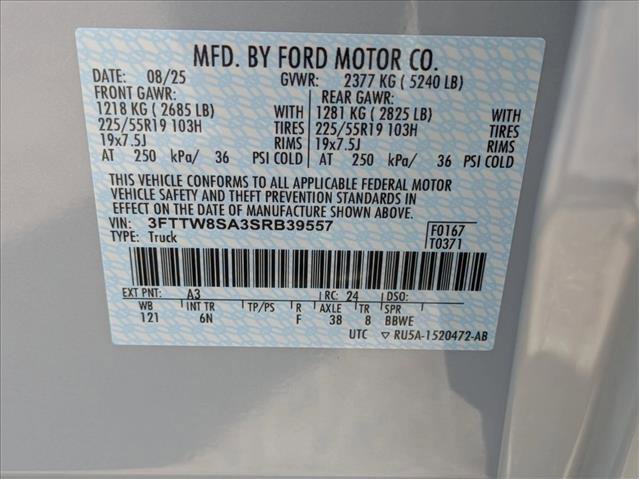 MFD. BY FORD MOTOR CO.
DATE: 08/25 GVWR: 2377 KG ( 5240 LB)
FRONT GAWR: REAR GAWR:
1218 KG ( 2685 LB) WITH 1281 KG ( 2825 LB) WITH
225/55R19 103H TIRES 225/55R19 103H TIRES
19x7.5J RIMS 19x7.5J RIMS
AT 250 kPa/ 36 PSI COLD AT 250 kPa/ 36 PSI COLD
THIS VEHICLE CONFORMS TO ALL APPLICABLE FEDERAL MOTOR
VEHICLE SAFETY AND THEFT PREVENTION STANDARDS IN
EFFECT ON THE DATE OF MANUFACTURE SHOWN ABOVE.
VIN: 3FTTW8SA3SRB39557 F0167
TYPE: Truck T0371
EXT PNT: A3 RC: 24 DSO:
WB INT TR TP/PS R AXLE TR SPR
121 6N F 38 8 BBWE
UTC ▽ RU5A-1520472-AB